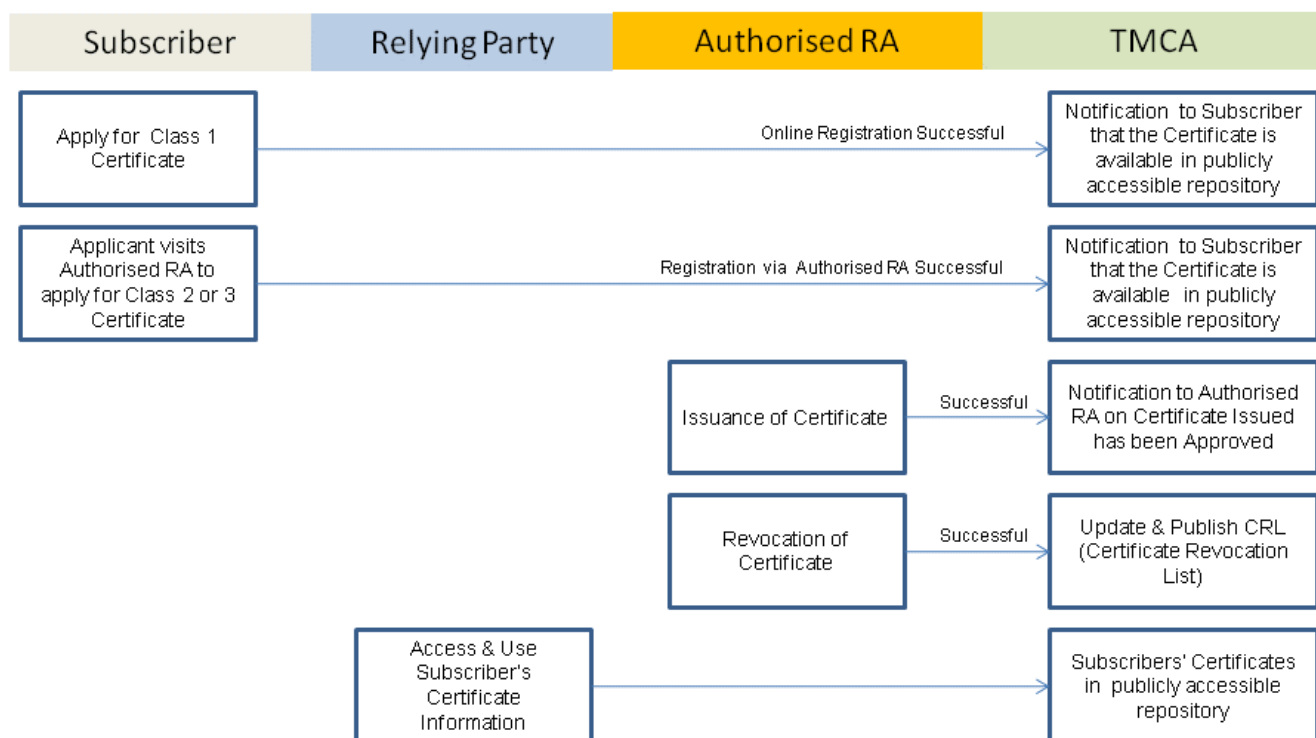 Subscriber
Relying Party
Authorised RA
TMCA
Apply for Class 1
Certificate
Online Registration Successful
Notification to Subscriber
that the Certificate is
available in publicly
accessible repository
Applicant visits
Authorised RA to
apply for Class 2 or 3
Certificate
Registration via Authorised RA Successful
Notification to Subscriber
that the Certificate is
available in publicly
accessible repository
Issuance of Certificate
Successful
Notification to Authorised
RA on Certificate Issued
has been Approved
Revocation of
Certificate
Successful
Update & Publish CRL
(Certificate Revocation
List)
Access & Use
Subscriber's
Certificate
Information
Subscribers' Certificates
in publicly accessible
repository